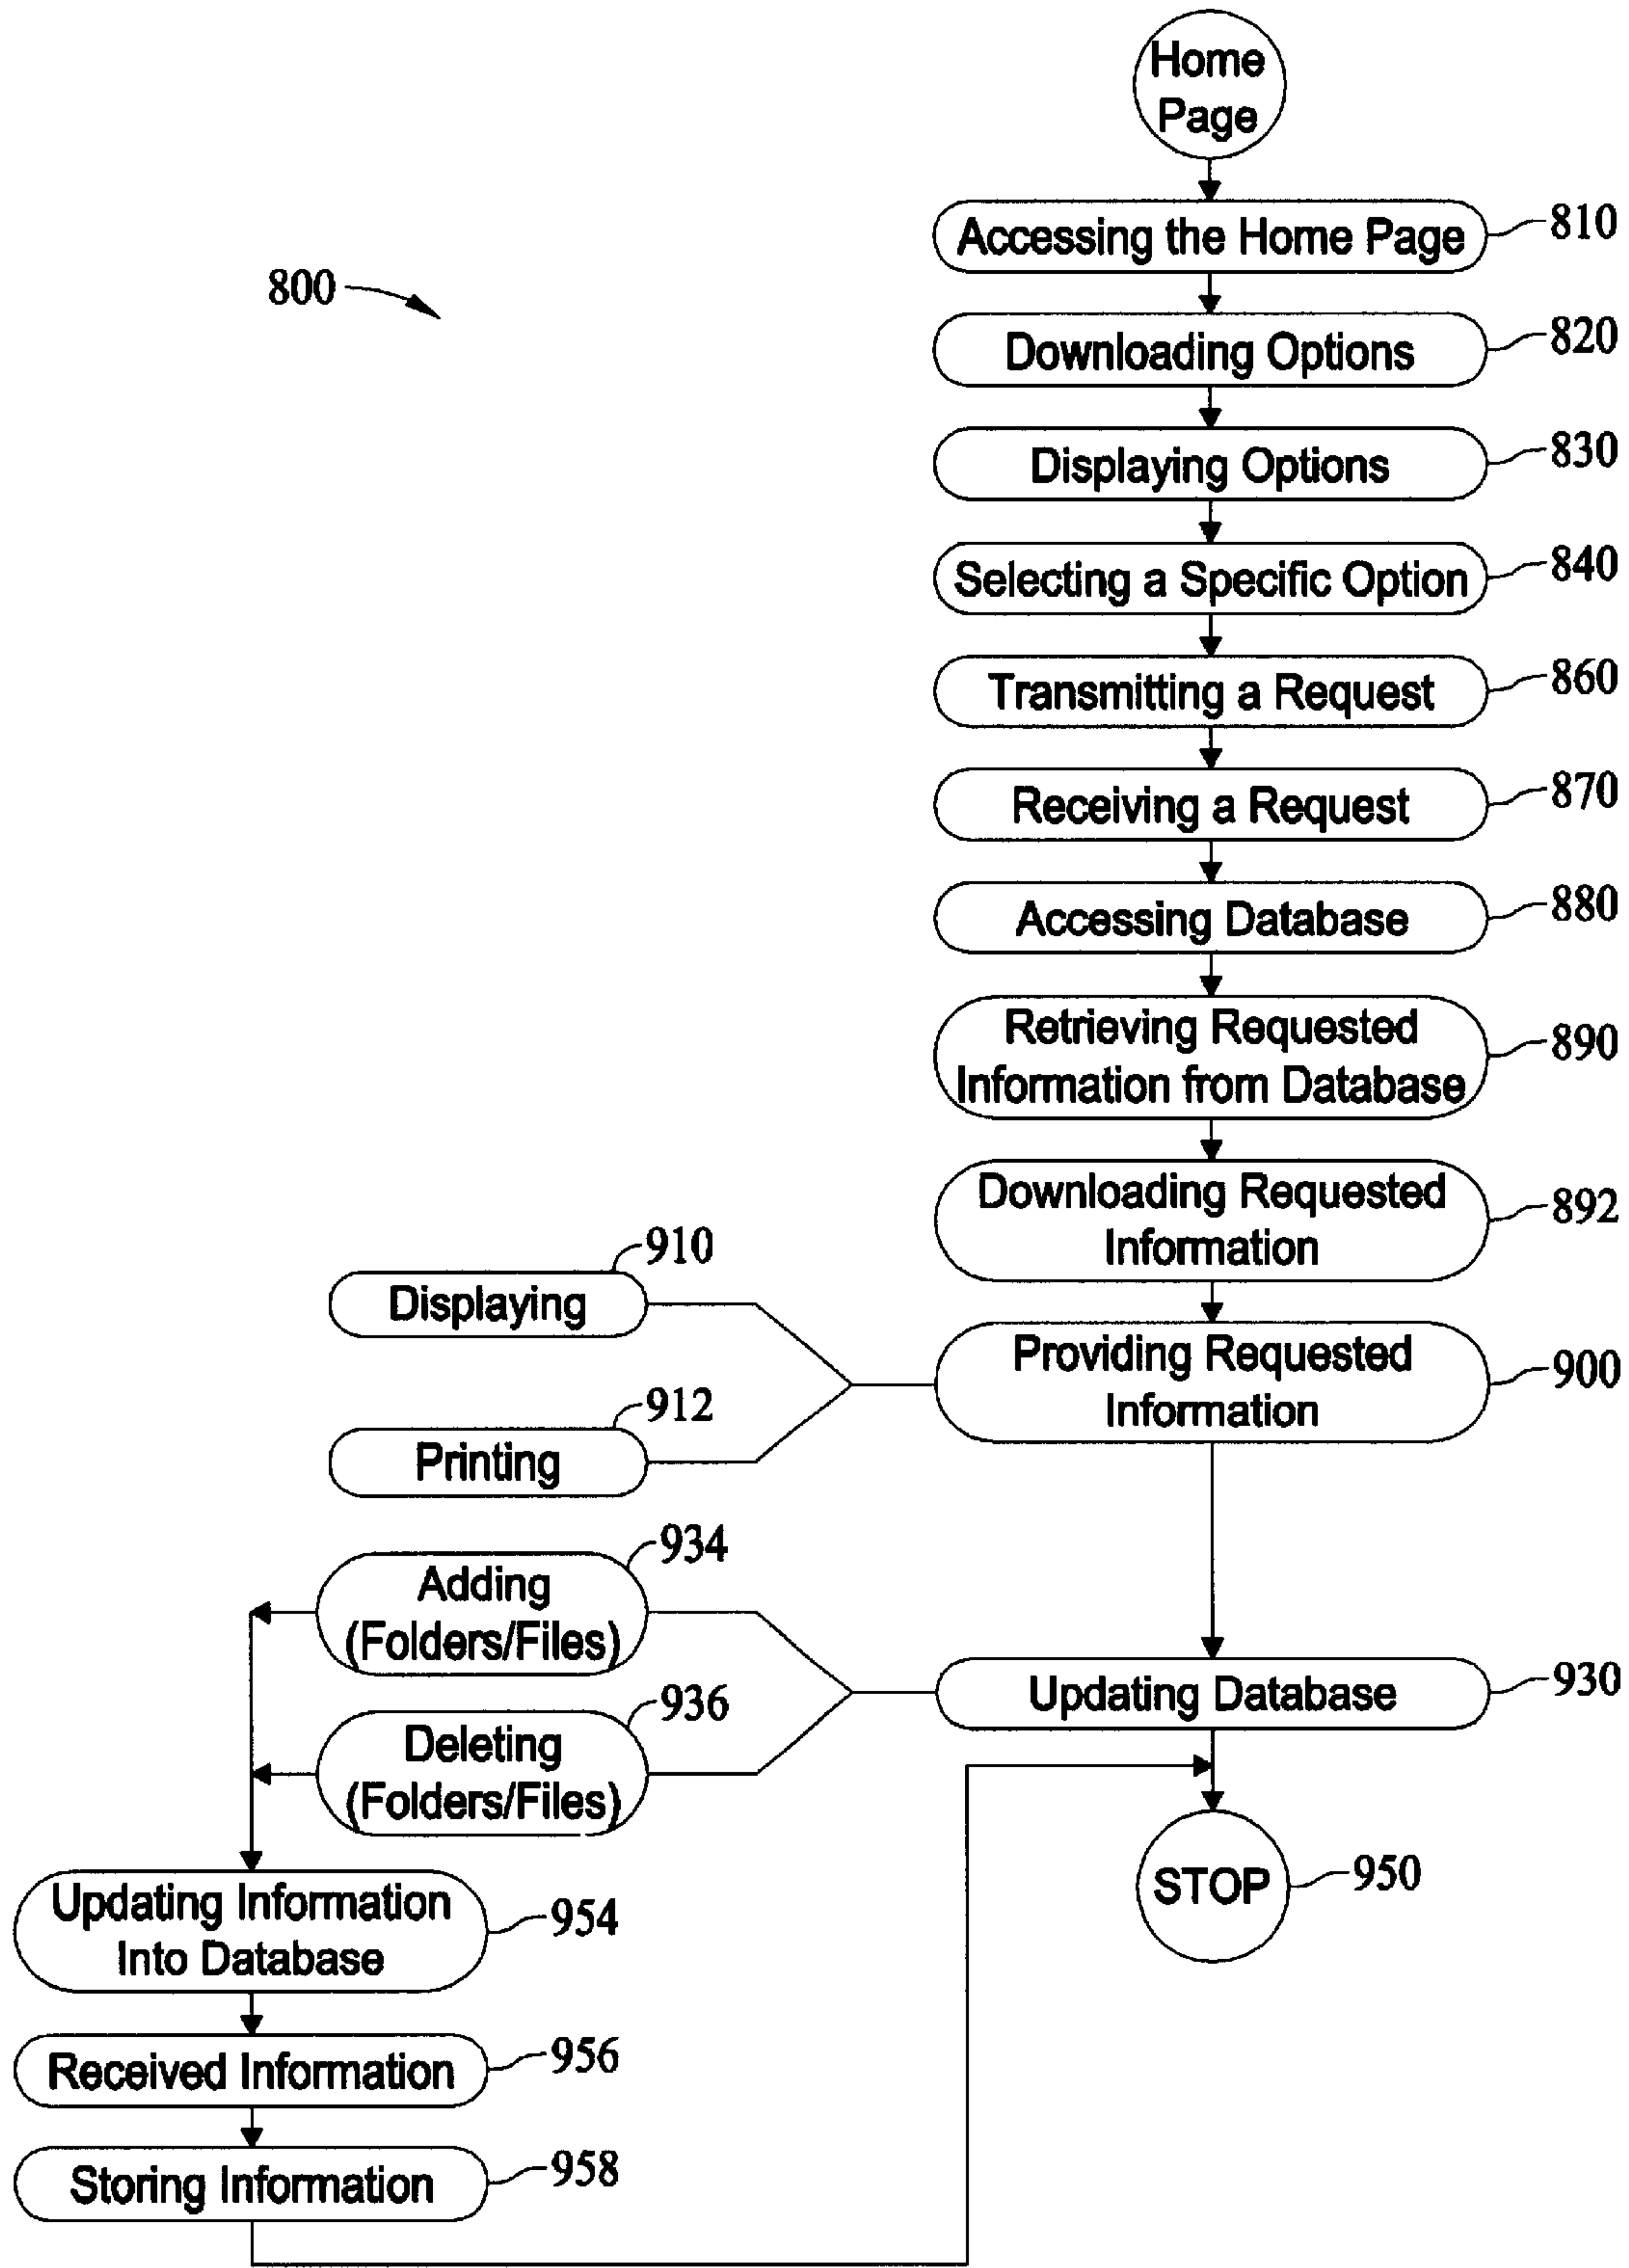 Home
Page
Accessing the Home Page
810
800
Downloading Options
820
Displaying Options
830
Selecting a Specific Option
840
Transmitting a Request
860
Receiving a Request
870
Accessing Database
880
Retrieving Requested
Information from Database
890
Downloading Requested
Information
892
910
Displaying
Providing Requested
Information
900
912
Printing
934
Adding
(Folders/Files)
Updating Database
930
936
Deleting
(Folders/Files)
STOP
950
Updating Information
Into Database
954
Received Information
956
Storing Information
958